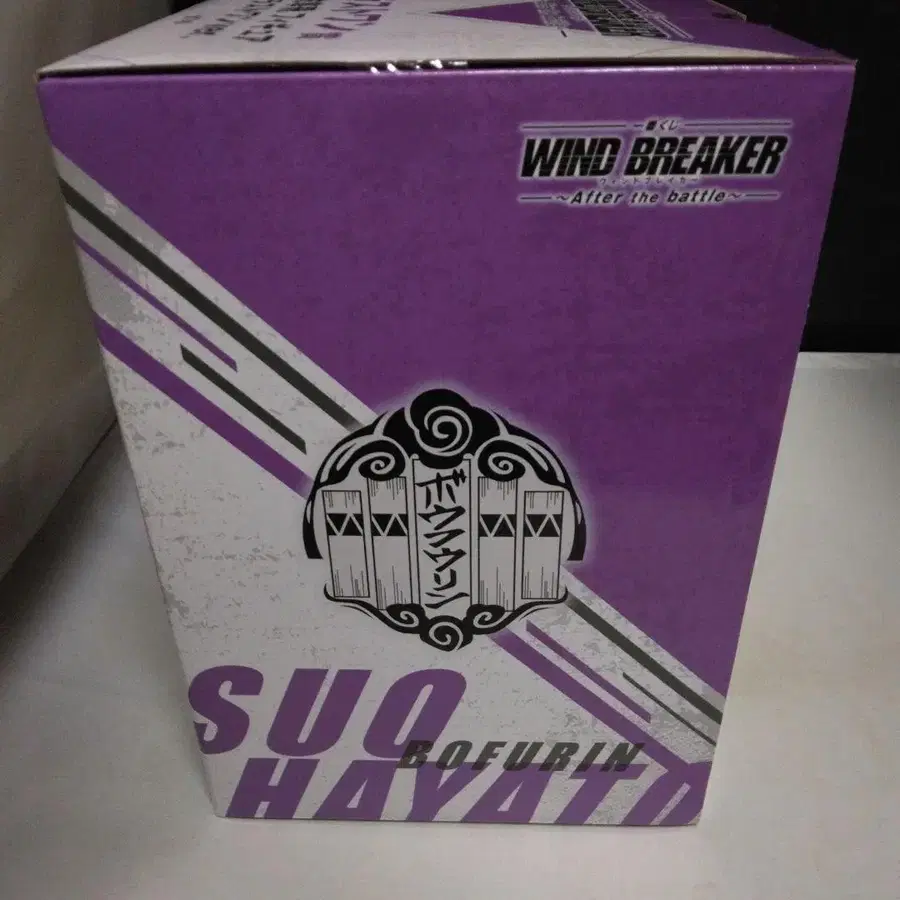 一番くじ
WIND BREAKER
ウィンドブレイカー
~After the battle~
ボウフウリン
SUO
BOFURIN
HAYATO